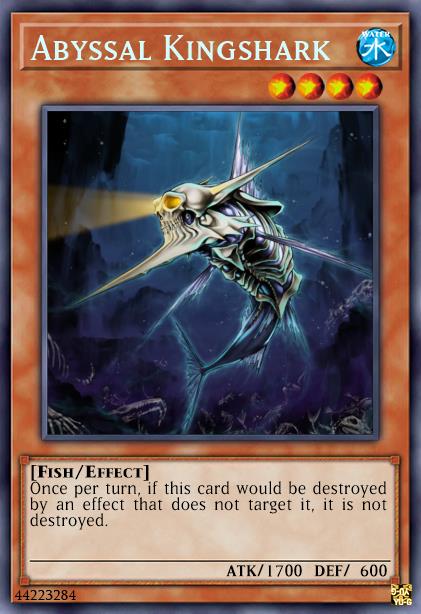 Abyssal Kingshark
WATER
水
[Fish/Effect]
Once per turn, if this card would be destroyed
by an effect that does not target it, it is not
destroyed.
ATK/1700 DEF/ 600
44223284